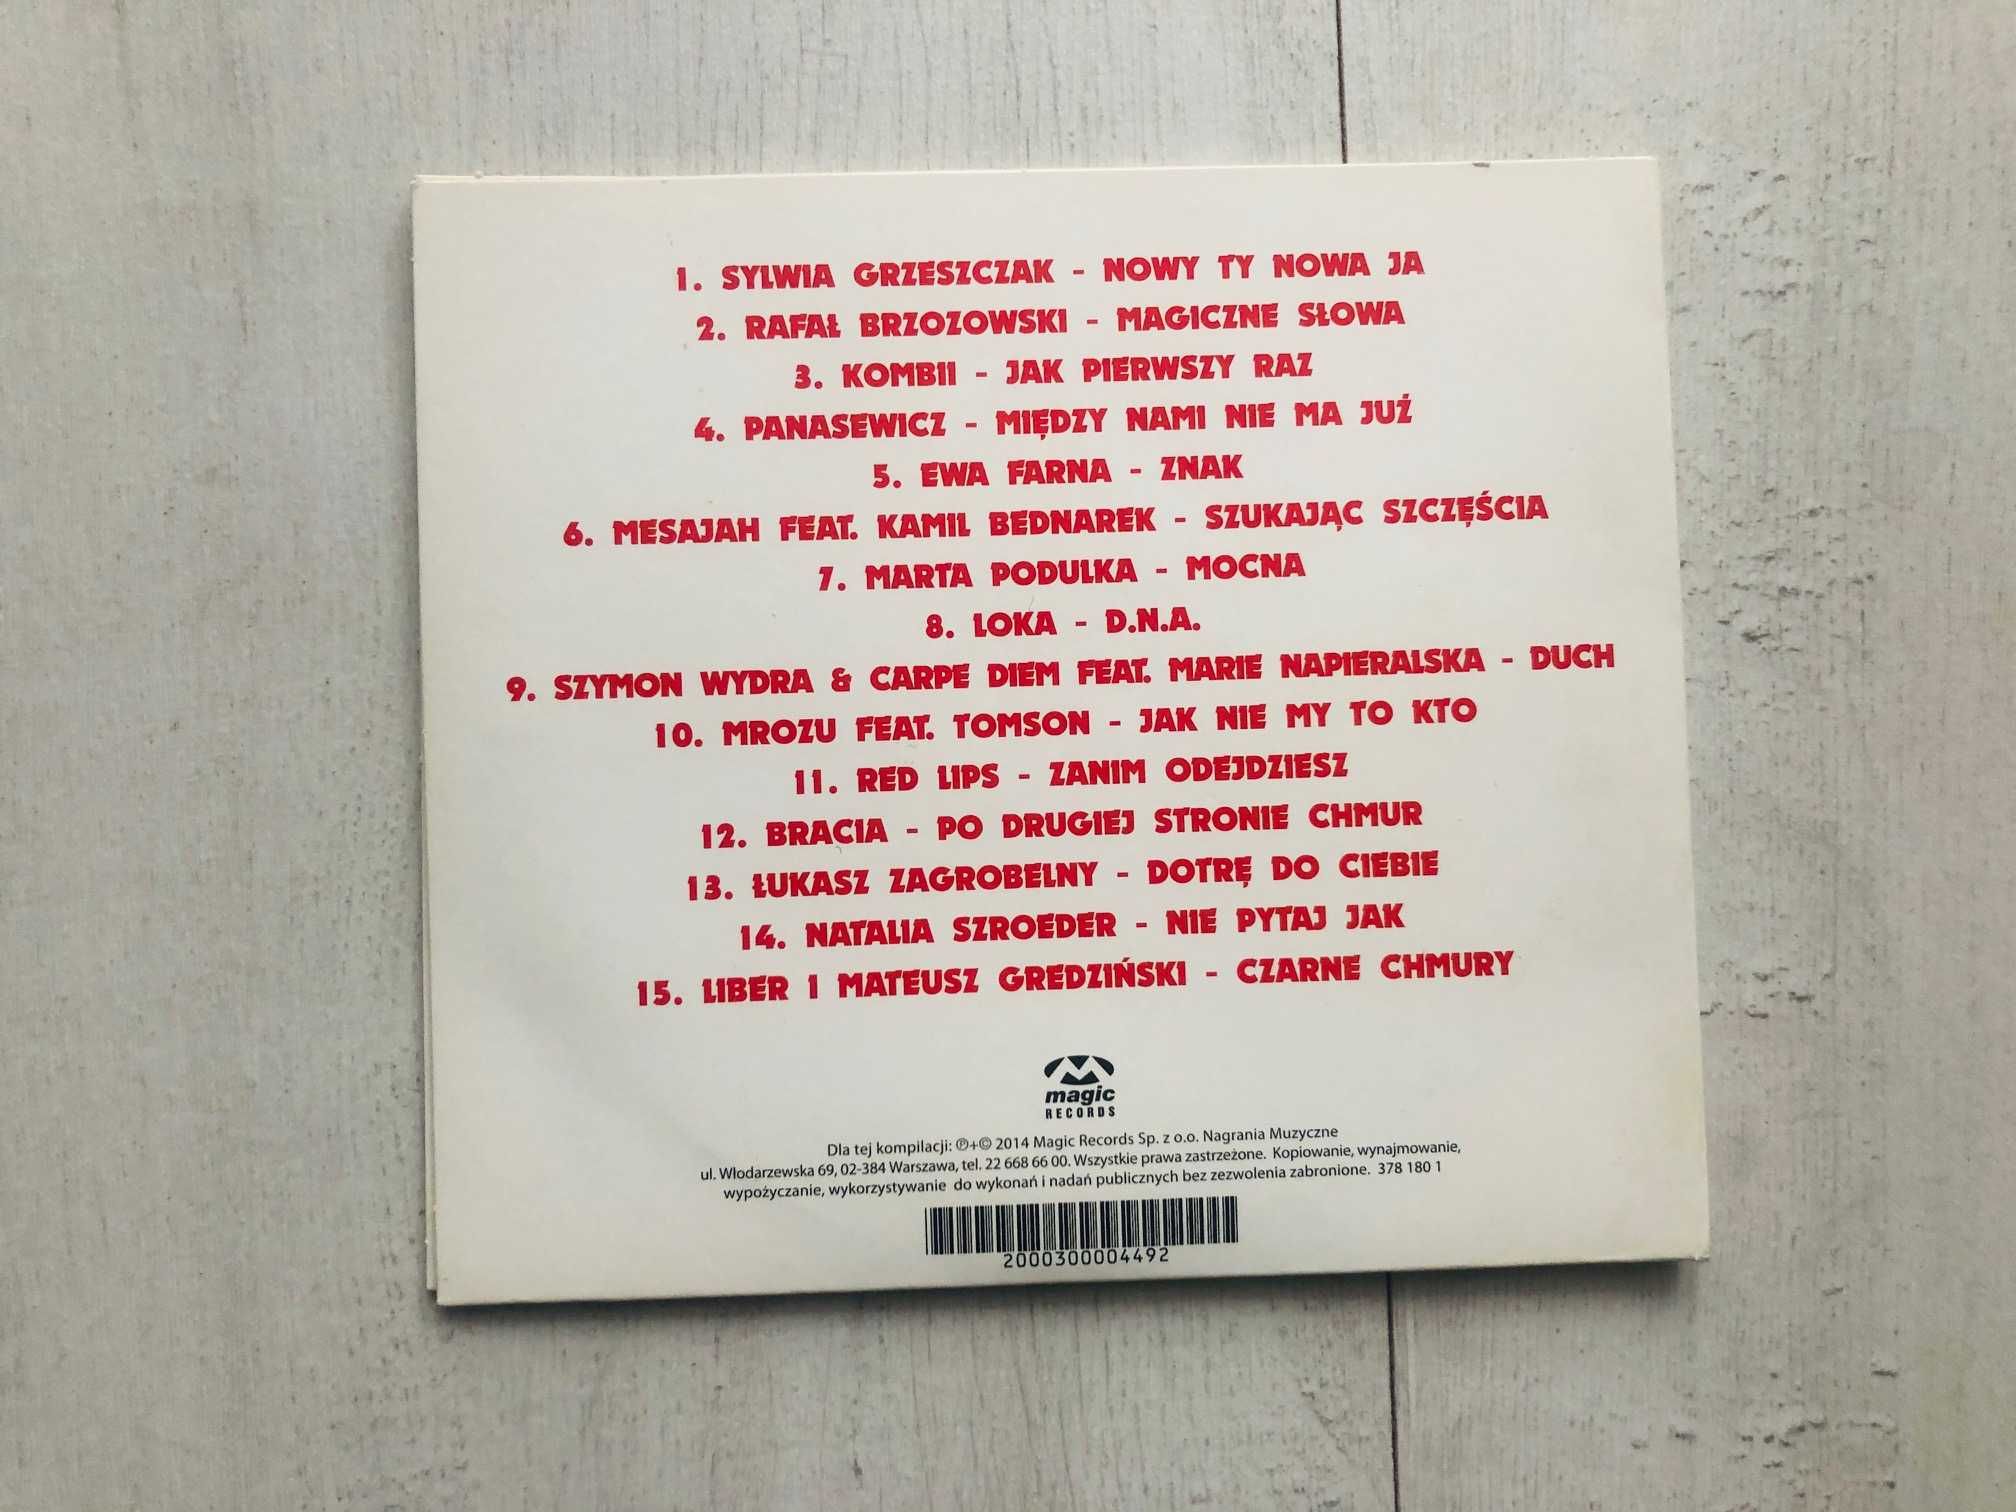 1. SYLWIA GRZESZCZAK - NOWY TY NOWA JA
2. RAFAŁ BRZOZOWSKI - MAGICZNE SŁOWA
3. KOMBII - JAK PIERWSZY RAZ
4. PANASEWICZ - MIĘDZY NAMI NIE MA JUŹ
5. EWA FARNA - ZNAK
6. MESAJAH FEAT. KAMIL BEDNAREK - SZUKAJĄC SZCZĘŚCIA
7. MARTA PODULKA - MOCNA
8. LOKA - D.N.A.
9. SZYMON WYDRA & CARPE DIEM FEAT. MARIE NAPIERALSKA - DUCH
10. MROZU FEAT. TOMSON - JAK NIE MY TO KTO
11. RED LIPS - ZANIM ODEJDZIESZ
12. BRACIA - PO DRUGIEJ STRONIE CHMUR
13. ŁUKASZ ZAGROBELNY - DOTRĘ DO CIEBIE
14. NATALIA SZROEDER - NIE PYTAJ JAK
15. LIBER I MATEUSZ GREDZIŃSKI - CZARNE CHMURY
magic
RECORDS
Dla tej kompilacji: ℗+© 2014 Magic Records Sp. z o.o. Nagrania Muzyczne
ul. Włodarzewska 69, 02-384 Warszawa, tel. 22 668 66 00. Wszystkie prawa zastrzeżone. Kopiowanie, wynajmowanie,
wypożyczanie, wykorzystywanie do wykonań i nadań publicznych bez zezwolenia zabronione. 378 180 1
2000300004492